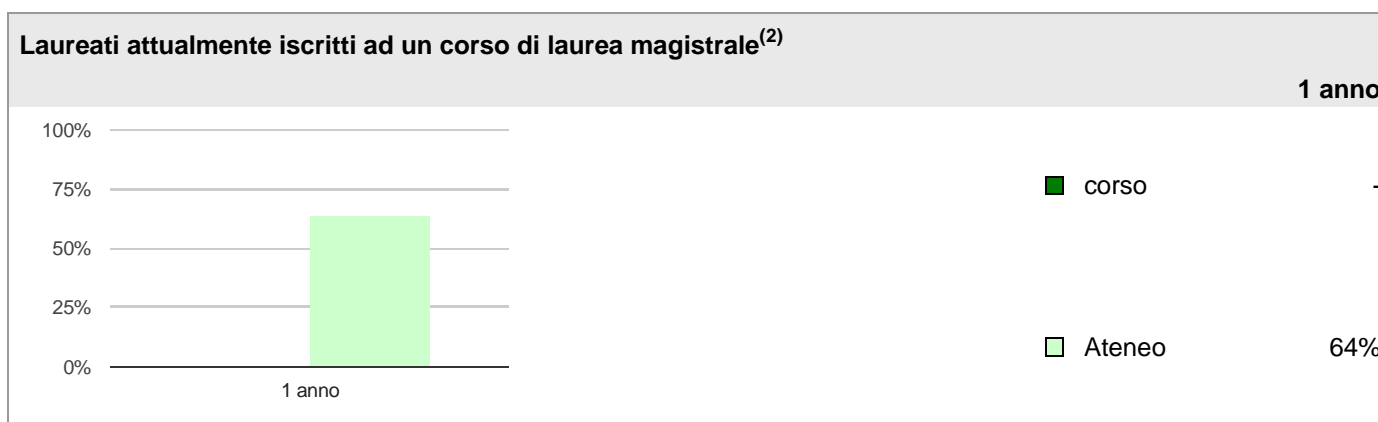 Laureati attualmente iscritti ad un corso di laurea magistrale(2)
1 anno
100%
75%
50%
25%
0%
1 anno
corso -
Ateneo 64%